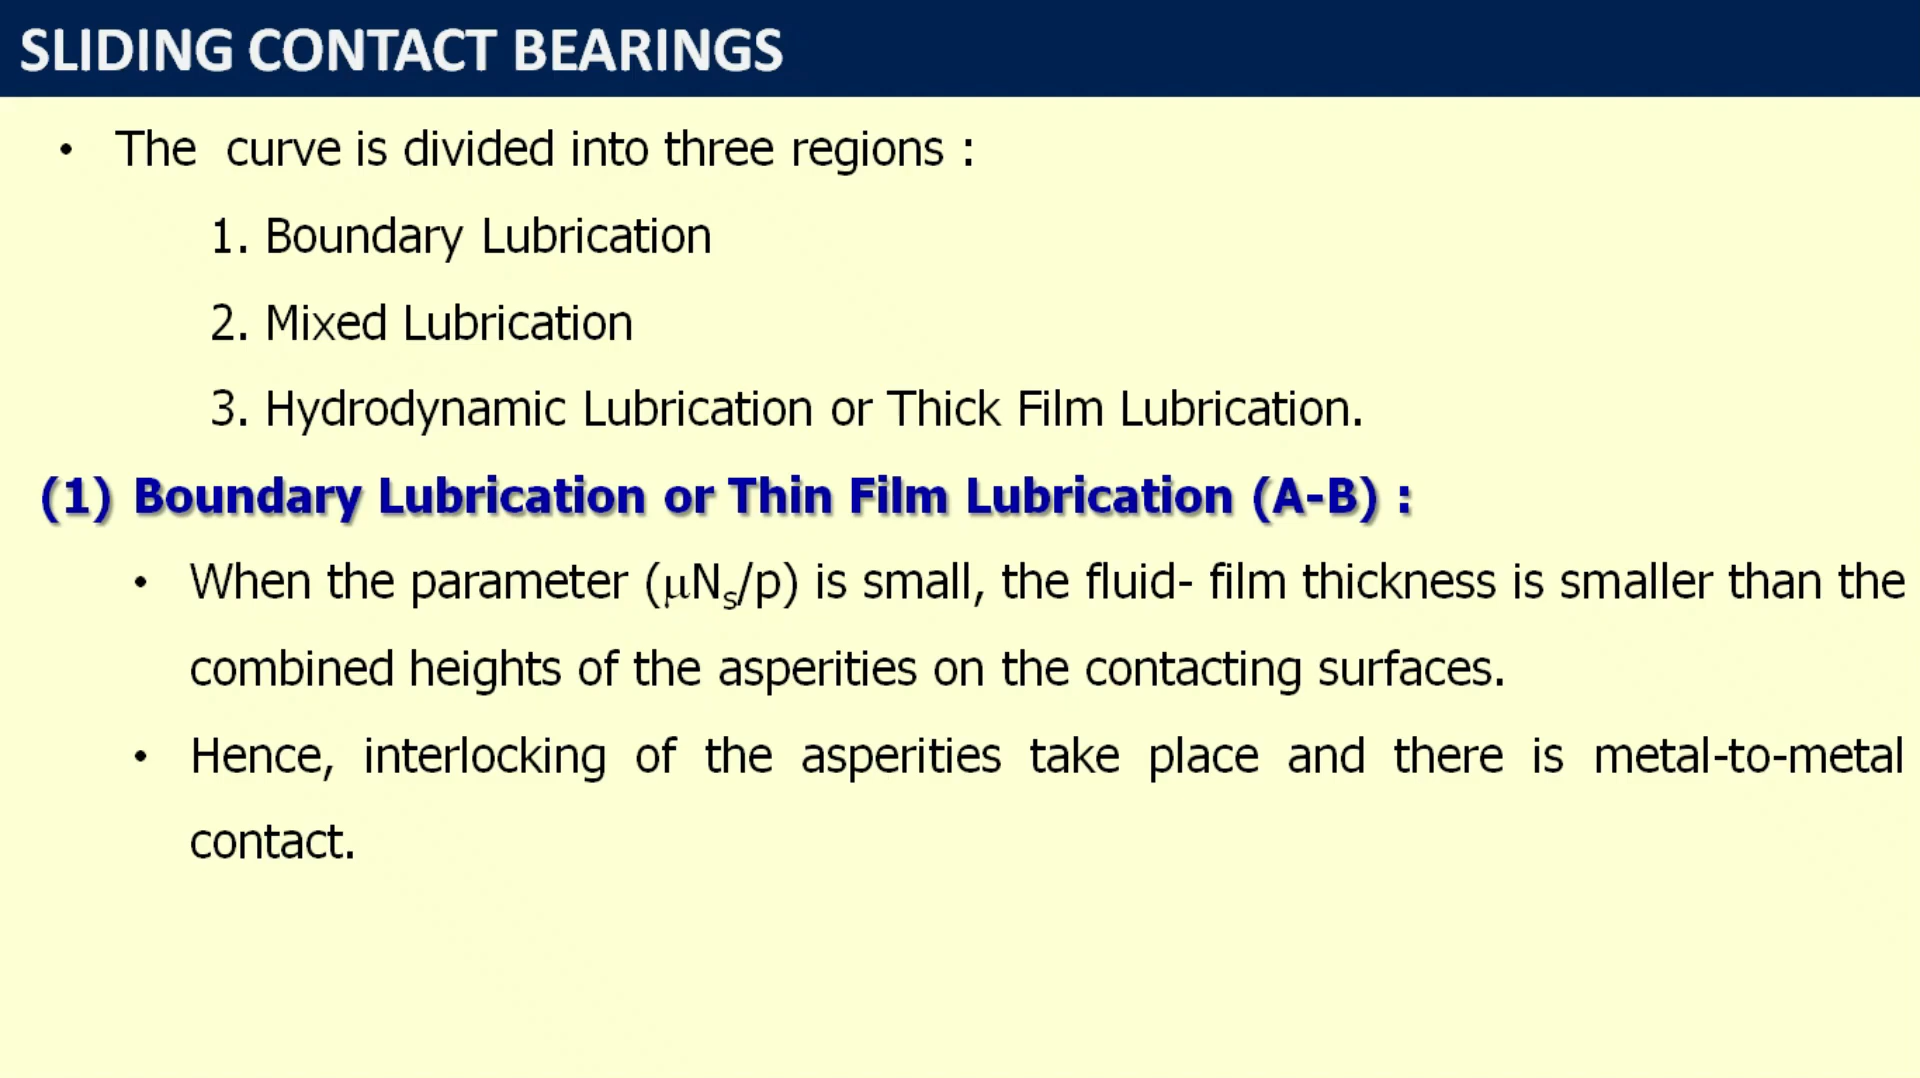 SLIDING CONTACT BEARINGS
• The curve is divided into three regions :
1. Boundary Lubrication
2. Mixed Lubrication
3. Hydrodynamic Lubrication or Thick Film Lubrication.
(1) Boundary Lubrication or Thin Film Lubrication (A-B) :
• When the parameter (μNs/p) is small, the fluid- film thickness is smaller than the
combined heights of the asperities on the contacting surfaces.
• Hence, interlocking of the asperities take place and there is metal-to-metal
contact.